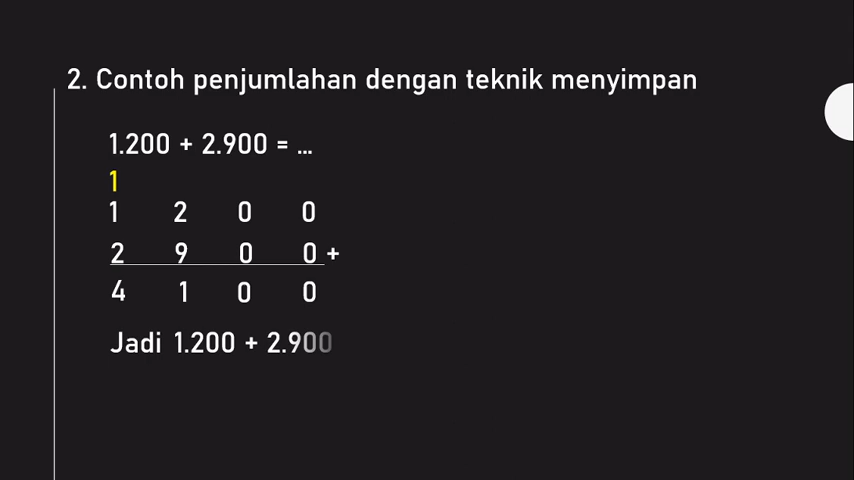 2. Contoh penjumlahan dengan teknik menyimpan
1.200 + 2.900 = ...
1
1 2 0 0
2 9 0 0 +
4 1 0 0
Jadi 1.200 + 2.900